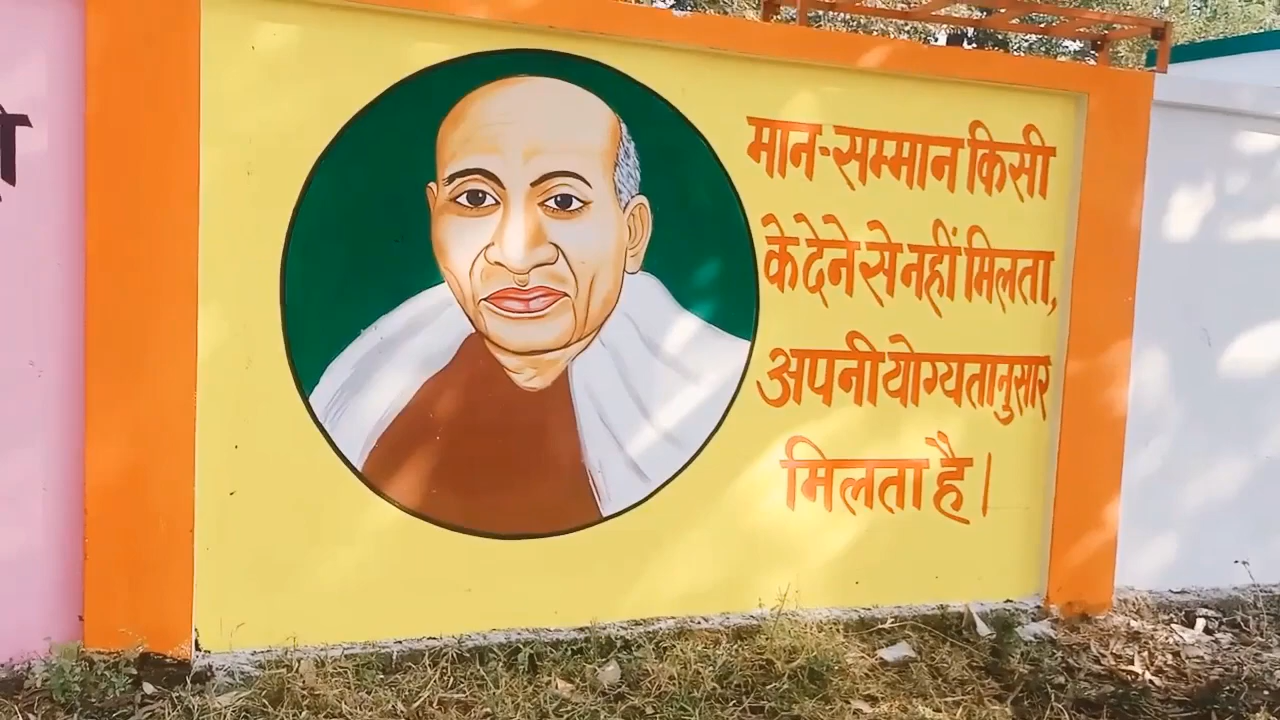 मान-सम्मान किसी
के देने से नहीं मिलता,
अपनी योग्यतानुसार
मिलता है।